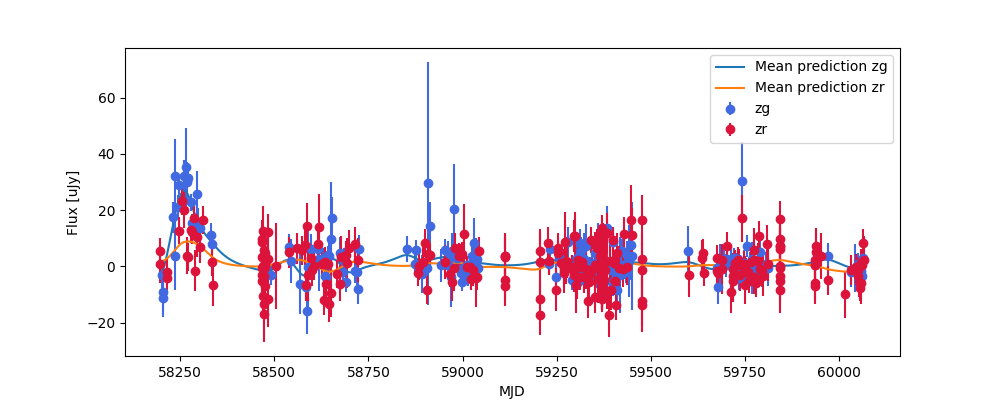 Mean prediction zg
Mean prediction zr
zg
zr
Flux [uJy]
60
40
20
0
−20
58250 58500 58750 59000 59250 59500 59750 60000
MJD